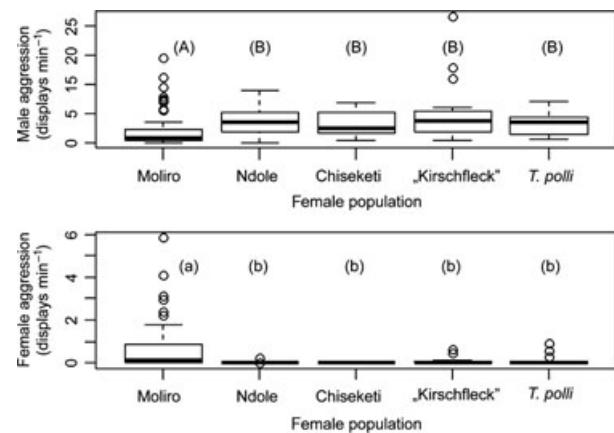 Male aggression
(displays min⁻¹)
25
20
15
5
0
(A) (B) (B) (B) (B)
Moliro Ndole Chiseketi „Kirschfleck” T. polli
Female population
Female aggression
(displays min⁻¹)
6
4
2
0
(a) (b) (b) (b) (b)
Moliro Ndole Chiseketi „Kirschfleck” T. polli
Female population